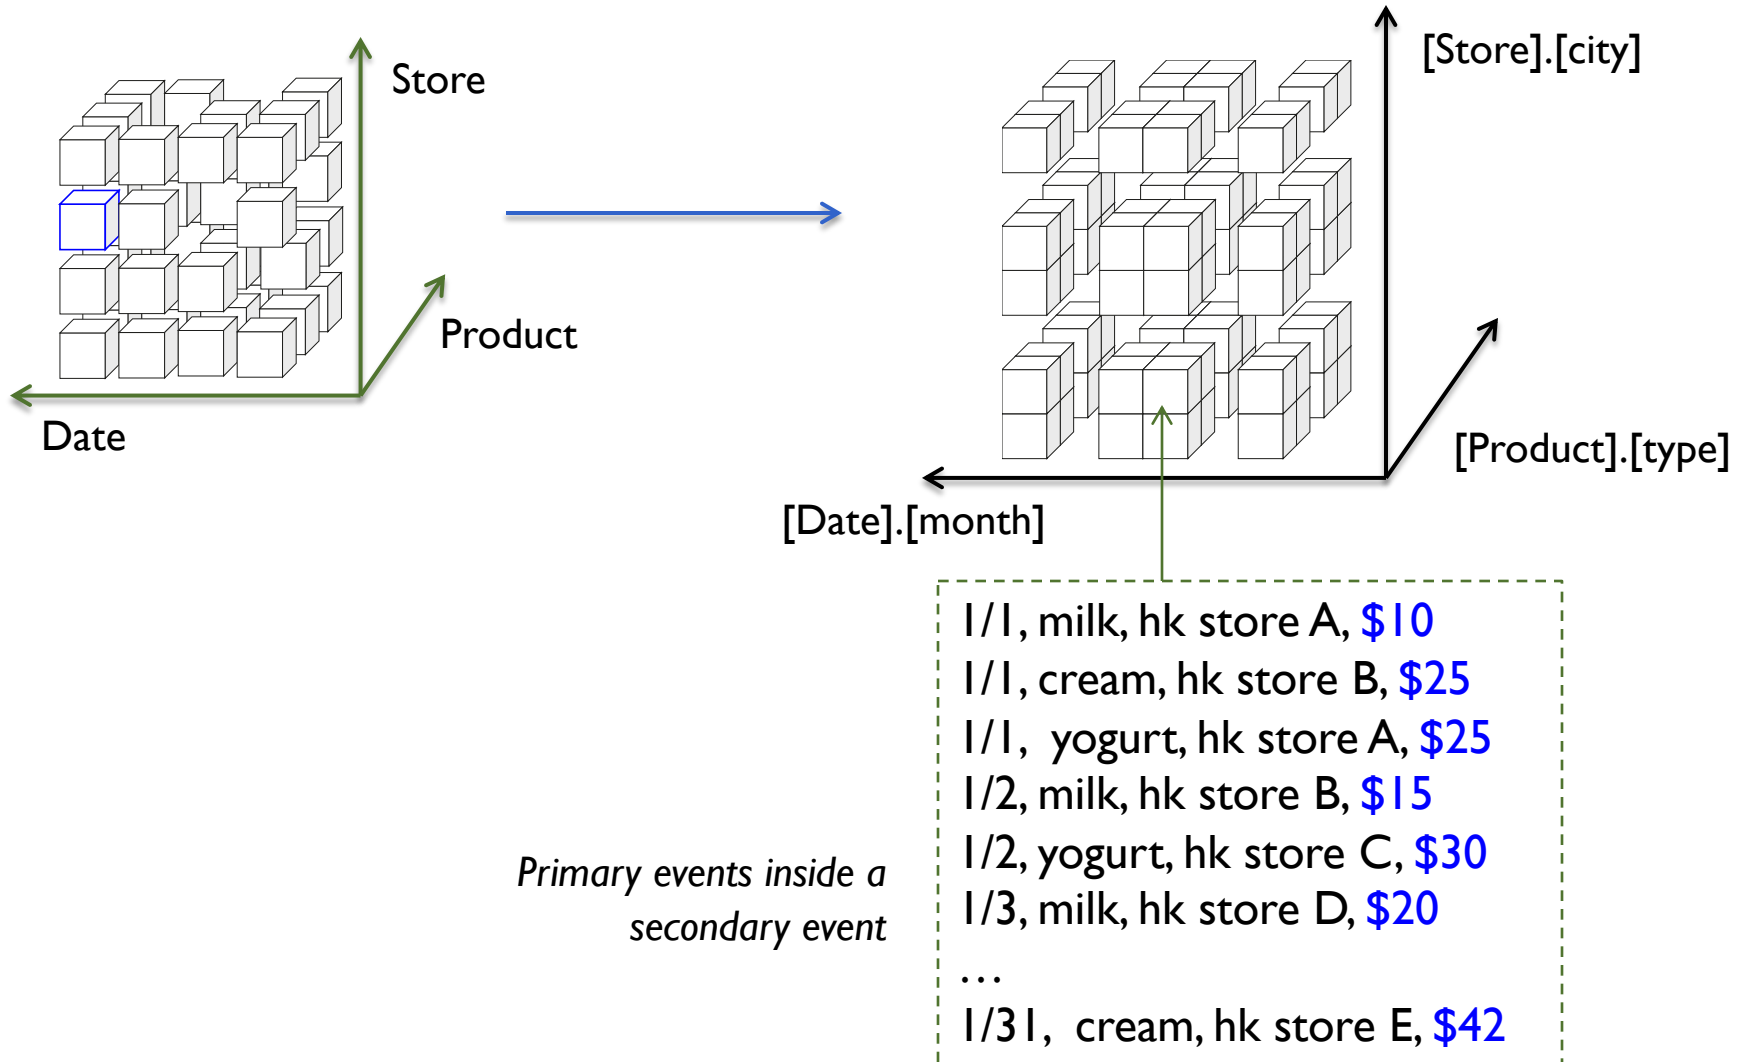 Store
Product
Date
[Store].[city]
[Product].[type]
[Date].[month]
1/1, milk, hk store A, $10
1/1, cream, hk store B, $25
1/1, yogurt, hk store A, $25
1/2, milk, hk store B, $15
1/2, yogurt, hk store C, $30
1/3, milk, hk store D, $20
…
1/31, cream, hk store E, $42
Primary events inside a
secondary event